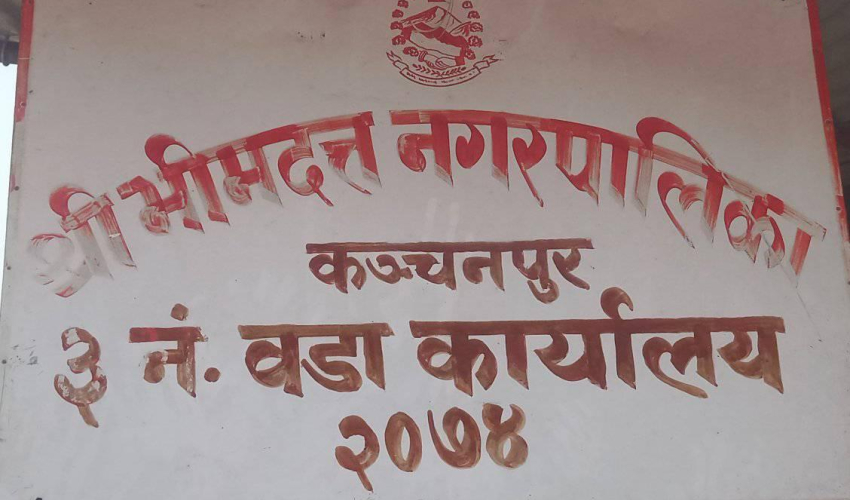 श्री भीमदत्त नगरपालिका
कञ्चनपुर
३ नं. वडा कार्यालय
२०७४